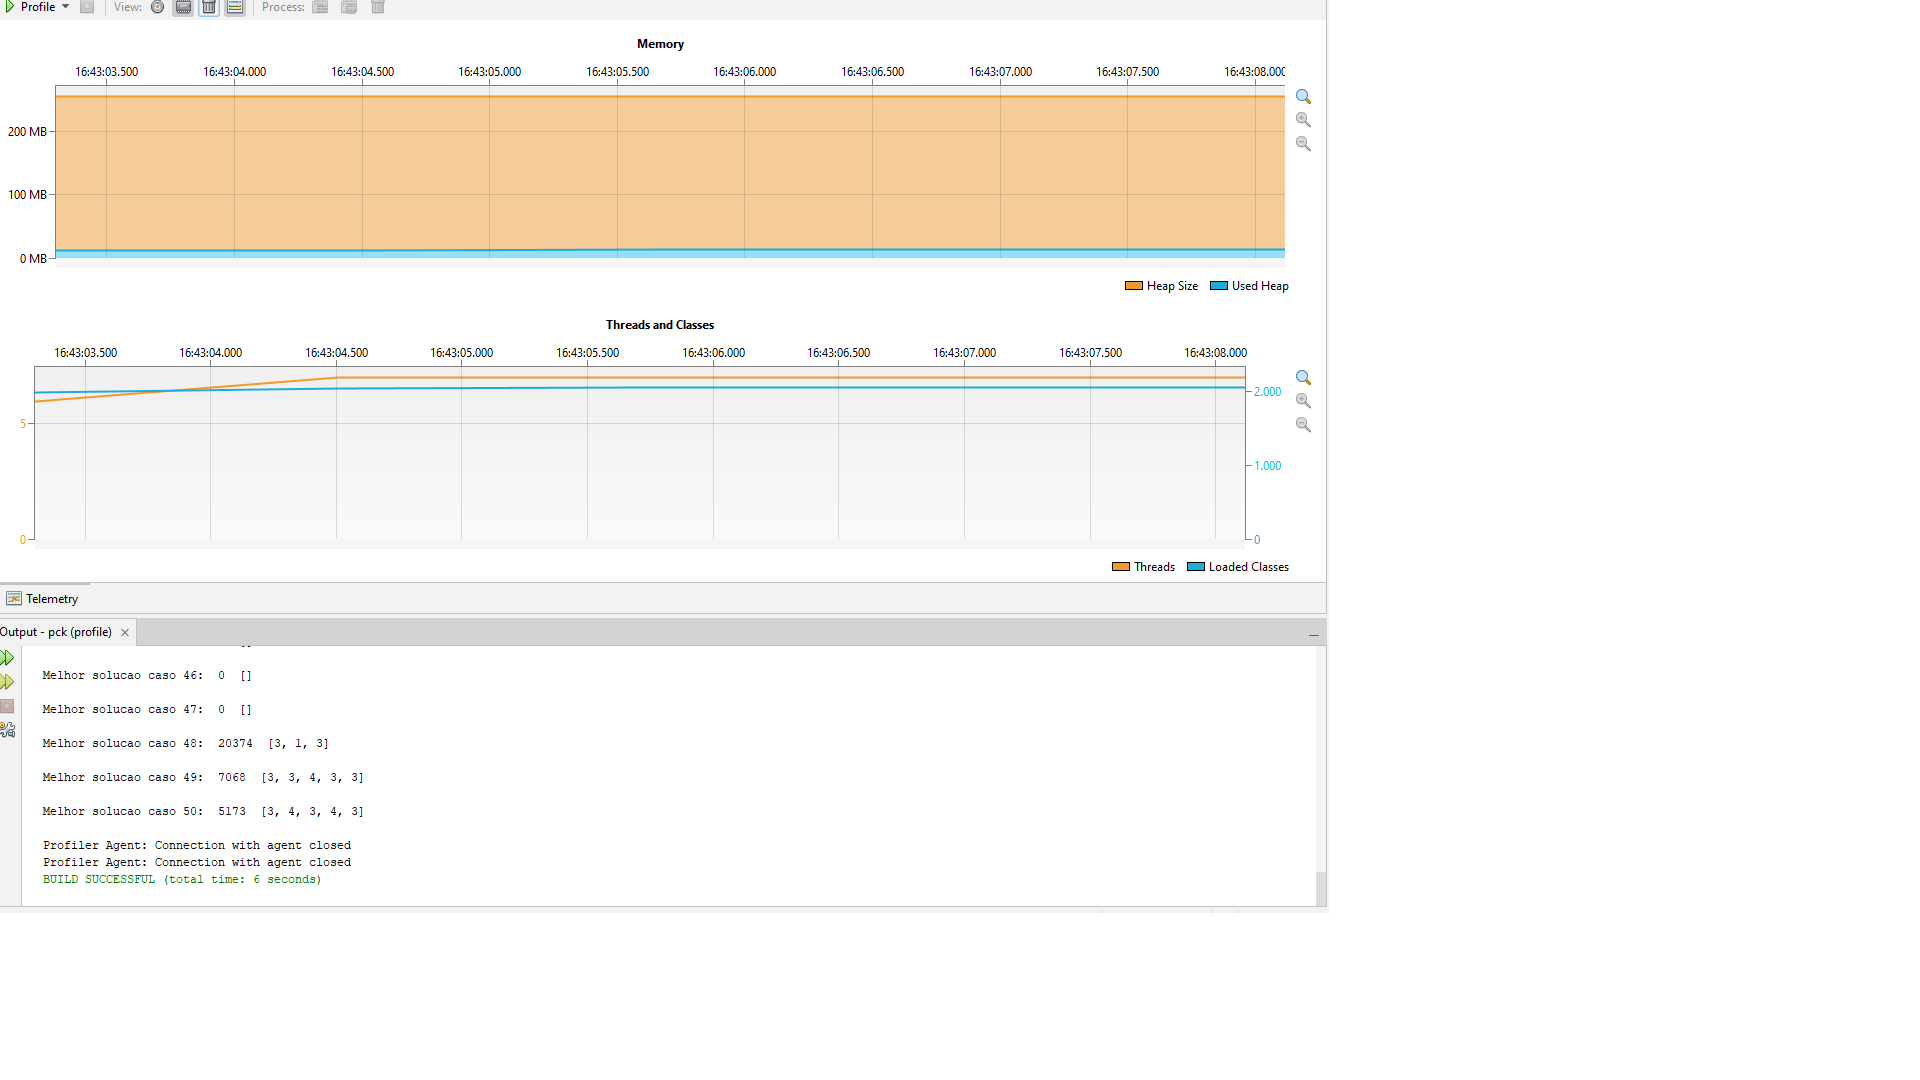 Profile View: Process:
Memory
16:43:03.500 16:43:04.000 16:43:04.500 16:43:05.000 16:43:05.500 16:43:06.000 16:43:06.500 16:43:07.000 16:43:07.500 16:43:08.000
200 MB
100 MB
0 MB
Heap Size Used Heap
Threads and Classes
16:43:03.500 16:43:04.000 16:43:04.500 16:43:05.000 16:43:05.500 16:43:06.000 16:43:06.500 16:43:07.000 16:43:07.500 16:43:08.000
2.000
5
1.000
0 0
Threads Loaded Classes
Telemetry
Output - pck (profile)
Melhor solucao caso 46: 0 []
Melhor solucao caso 47: 0 []
Melhor solucao caso 48: 20374 [3, 1, 3]
Melhor solucao caso 49: 7068 [3, 3, 4, 3, 3]
Melhor solucao caso 50: 5173 [3, 4, 3, 4, 3]
Profiler Agent: Connection with agent closed
Profiler Agent: Connection with agent closed
BUILD SUCCESSFUL (total time: 6 seconds)